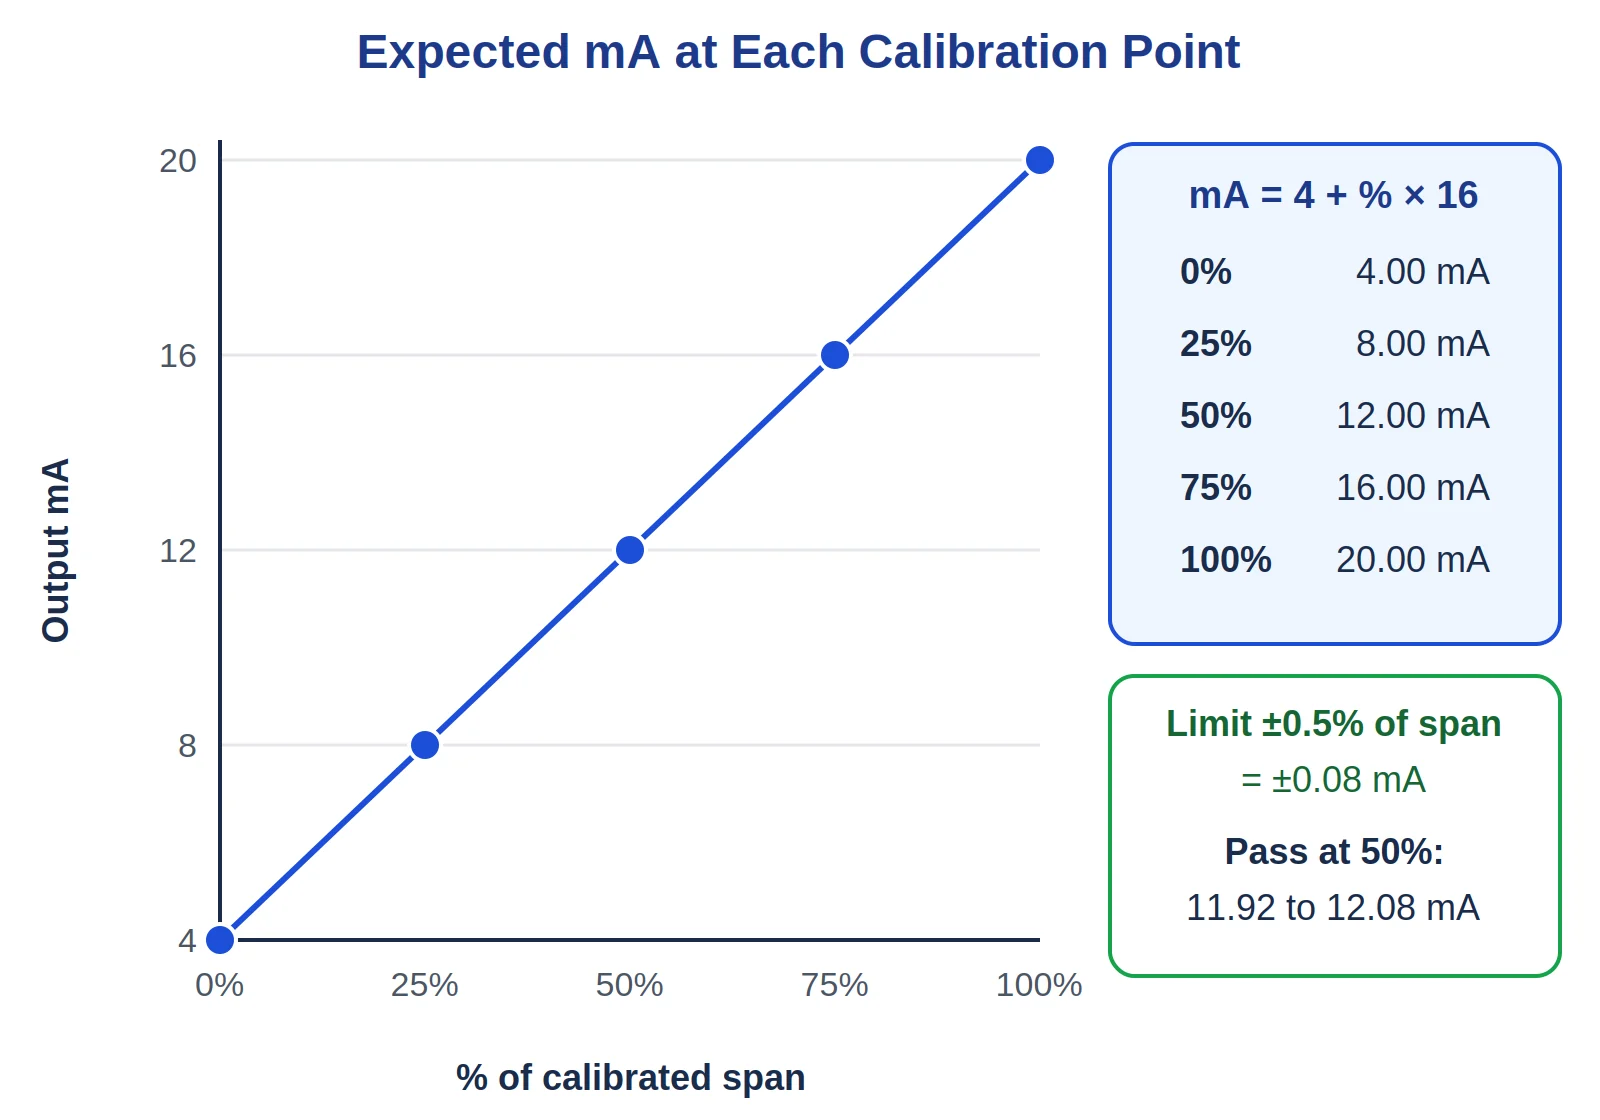 Expected mA at Each Calibration Point
Output mA
20
16
12
8
4
0% 25% 50% 75% 100%
% of calibrated span
mA = 4 + % × 16
0% 4.00 mA
25% 8.00 mA
50% 12.00 mA
75% 16.00 mA
100% 20.00 mA
Limit ±0.5% of span
= ±0.08 mA
Pass at 50%:
11.92 to 12.08 mA